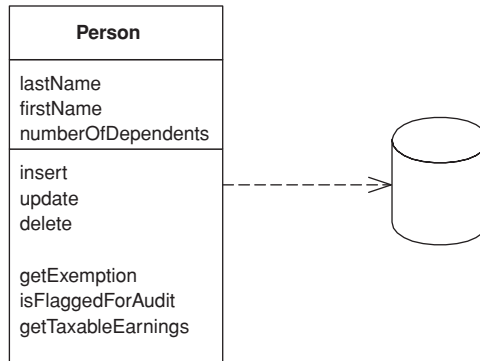 Person
lastName
firstName
numberOfDependents
insert
update
delete
getExemption
isFlaggedForAudit
getTaxableEarnings